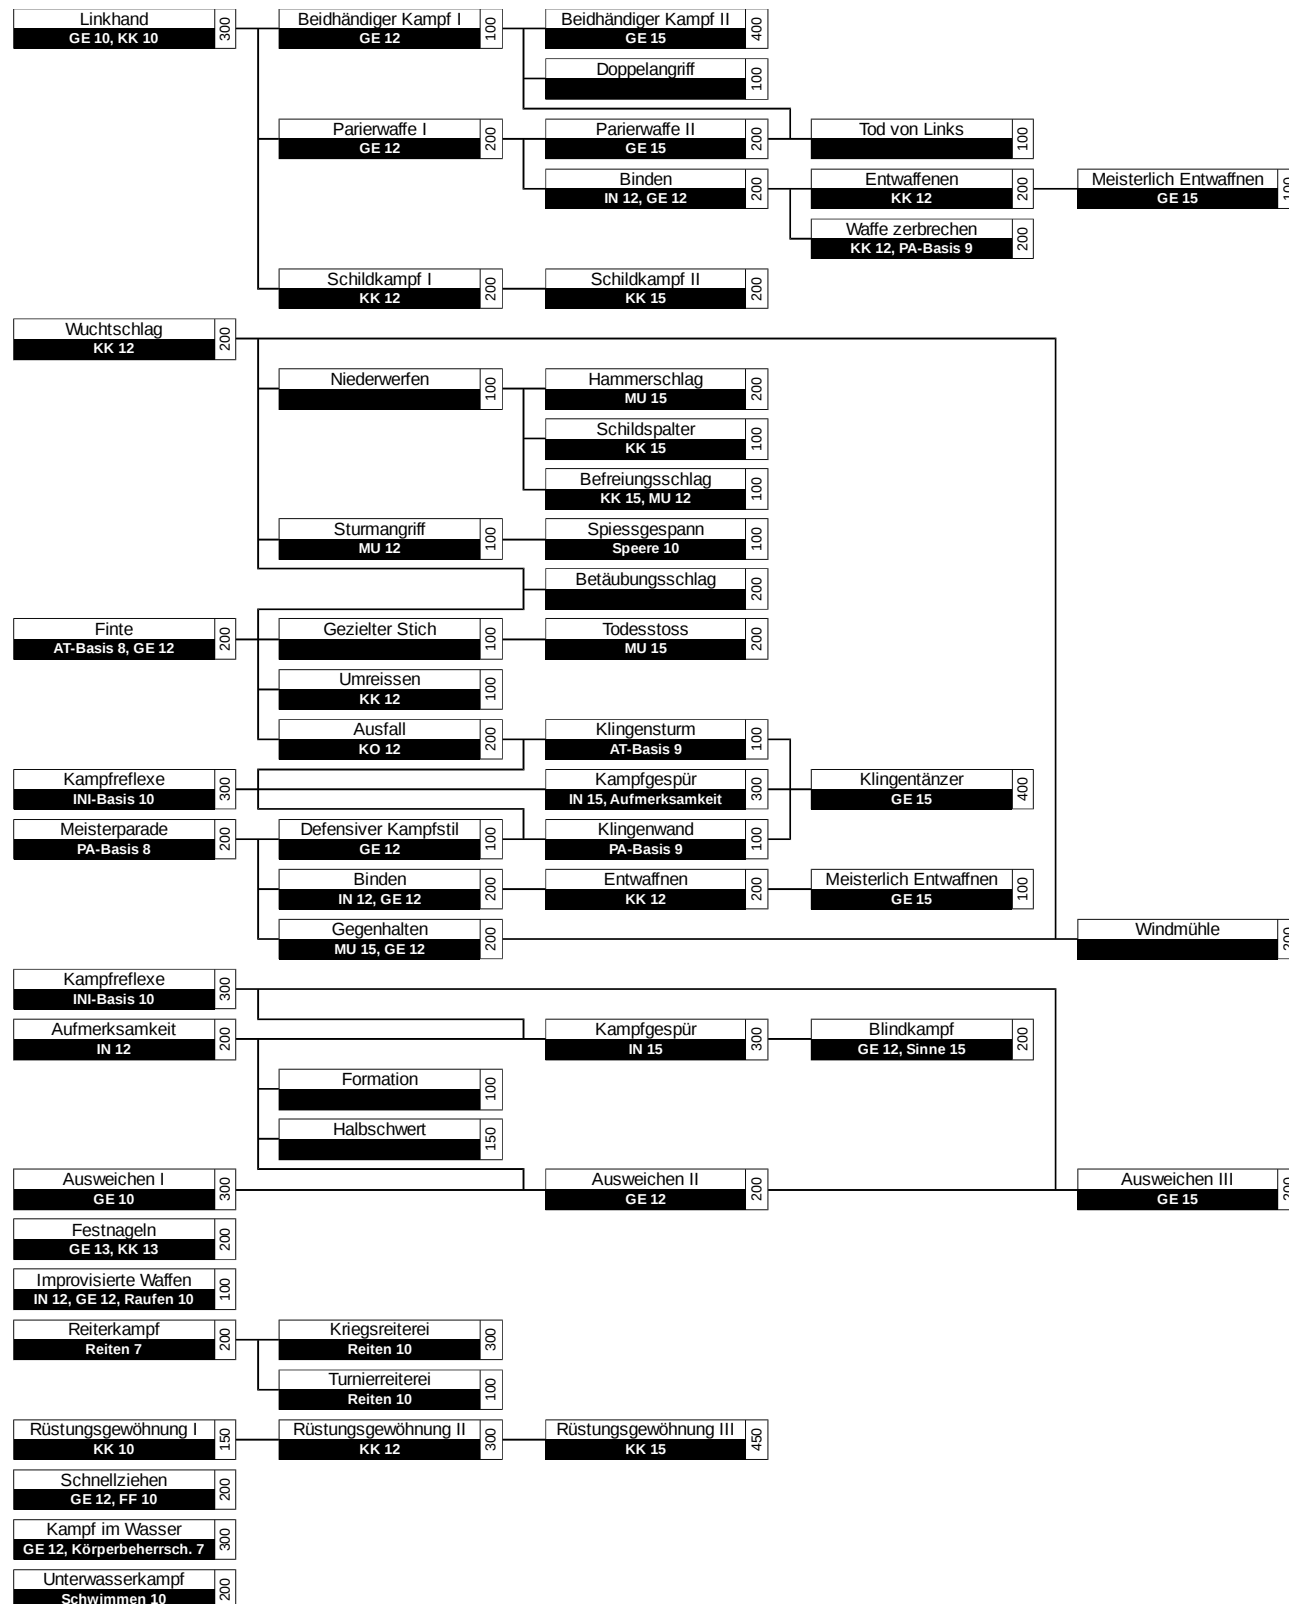 Linkhand
GE 10, KK 10
300
Beidhändiger Kampf I
GE 12
100
Beidhändiger Kampf II
GE 15
400
Doppelangriff
100
Parierwaffe I
GE 12
200
Parierwaffe II
GE 15
200
Tod von Links
100
Binden
IN 12, GE 12
200
Entwaffenen
KK 12
200
Meisterlich Entwaffnen
GE 15
100
Waffe zerbrechen
KK 12, PA-Basis 9
200
Schildkampf I
KK 12
200
Schildkampf II
KK 15
200
Wuchtschlag
KK 12
200
Niederwerfen
100
Hammerschlag
MU 15
200
Schildspalter
KK 15
100
Befreiungsschlag
KK 15, MU 12
100
Sturmangriff
MU 12
100
Spiessgespann
Speere 10
100
Betäubungsschlag
200
Finte
AT-Basis 8, GE 12
200
Gezielter Stich
100
Todesstoss
MU 15
200
Umreissen
KK 12
100
Ausfall
KO 12
200
Klingensturm
AT-Basis 9
100
Kampfreflexe
INI-Basis 10
300
Kampfgespür
IN 15, Aufmerksamkeit
300
Klingentänzer
GE 15
400
Meisterparade
PA-Basis 8
200
Defensiver Kampfstil
GE 12
100
Klingenwand
PA-Basis 9
100
Binden
IN 12, GE 12
200
Entwaffnen
KK 12
200
Meisterlich Entwaffnen
GE 15
100
Gegenhalten
MU 15, GE 12
200
Windmühle
200
Kampfreflexe
INI-Basis 10
300
Aufmerksamkeit
IN 12
200
Kampfgespür
IN 15
300
Blindkampf
GE 12, Sinne 15
200
Formation
100
Halbschwert
150
Ausweichen I
GE 10
300
Ausweichen II
GE 12
200
Ausweichen III
GE 15
200
Festnageln
GE 13, KK 13
200
Improvisierte Waffen
IN 12, GE 12, Raufen 10
100
Reiterkampf
Reiten 7
200
Kriegsreiterei
Reiten 10
300
Turnierreiterei
Reiten 10
100
Rüstungsgewöhnung I
KK 10
150
Rüstungsgewöhnung II
KK 12
300
Rüstungsgewöhnung III
KK 15
450
Schnellziehen
GE 12, FF 10
200
Kampf im Wasser
GE 12, Körperbeherrsch. 7
300
Unterwasserkampf
Schwimmen 10
200